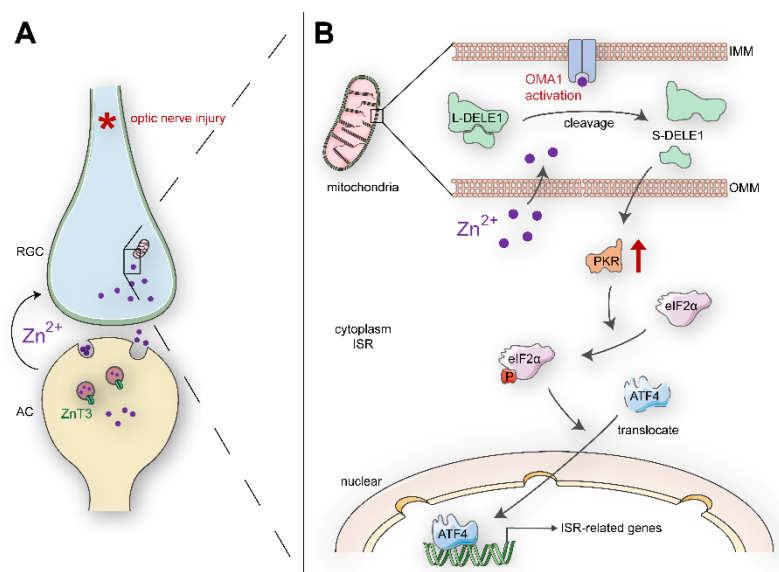 A
optic nerve injury
RGC
Zn2+
AC
ZnT3
B
IMM
OMA1
activation
L-DELE1
cleavage
S-DELE1
mitochondria
OMM
Zn2+
PKR
eIF2α
cytoplasm
ISR
eIF2α
P
ATF4
translocate
nuclear
ATF4
ISR-related genes